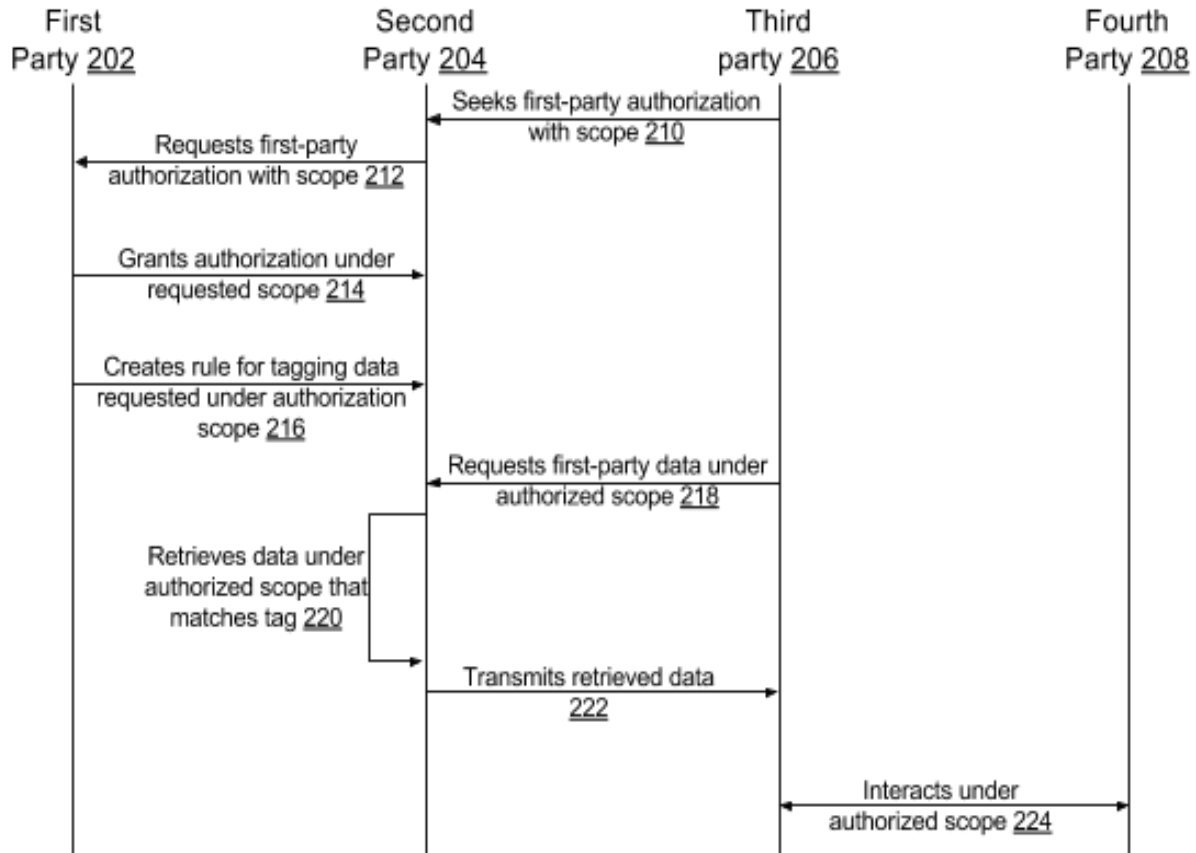 First
Party 202
Second
Party 204
Third
party 206
Fourth
Party 208
Seeks first-party authorization
with scope 210
Requests first-party
authorization with scope 212
Grants authorization under
requested scope 214
Creates rule for tagging data
requested under authorization
scope 216
Requests first-party data under
authorized scope 218
Retrieves data under
authorized scope that
matches tag 220
Transmits retrieved data
222
Interacts under
authorized scope 224